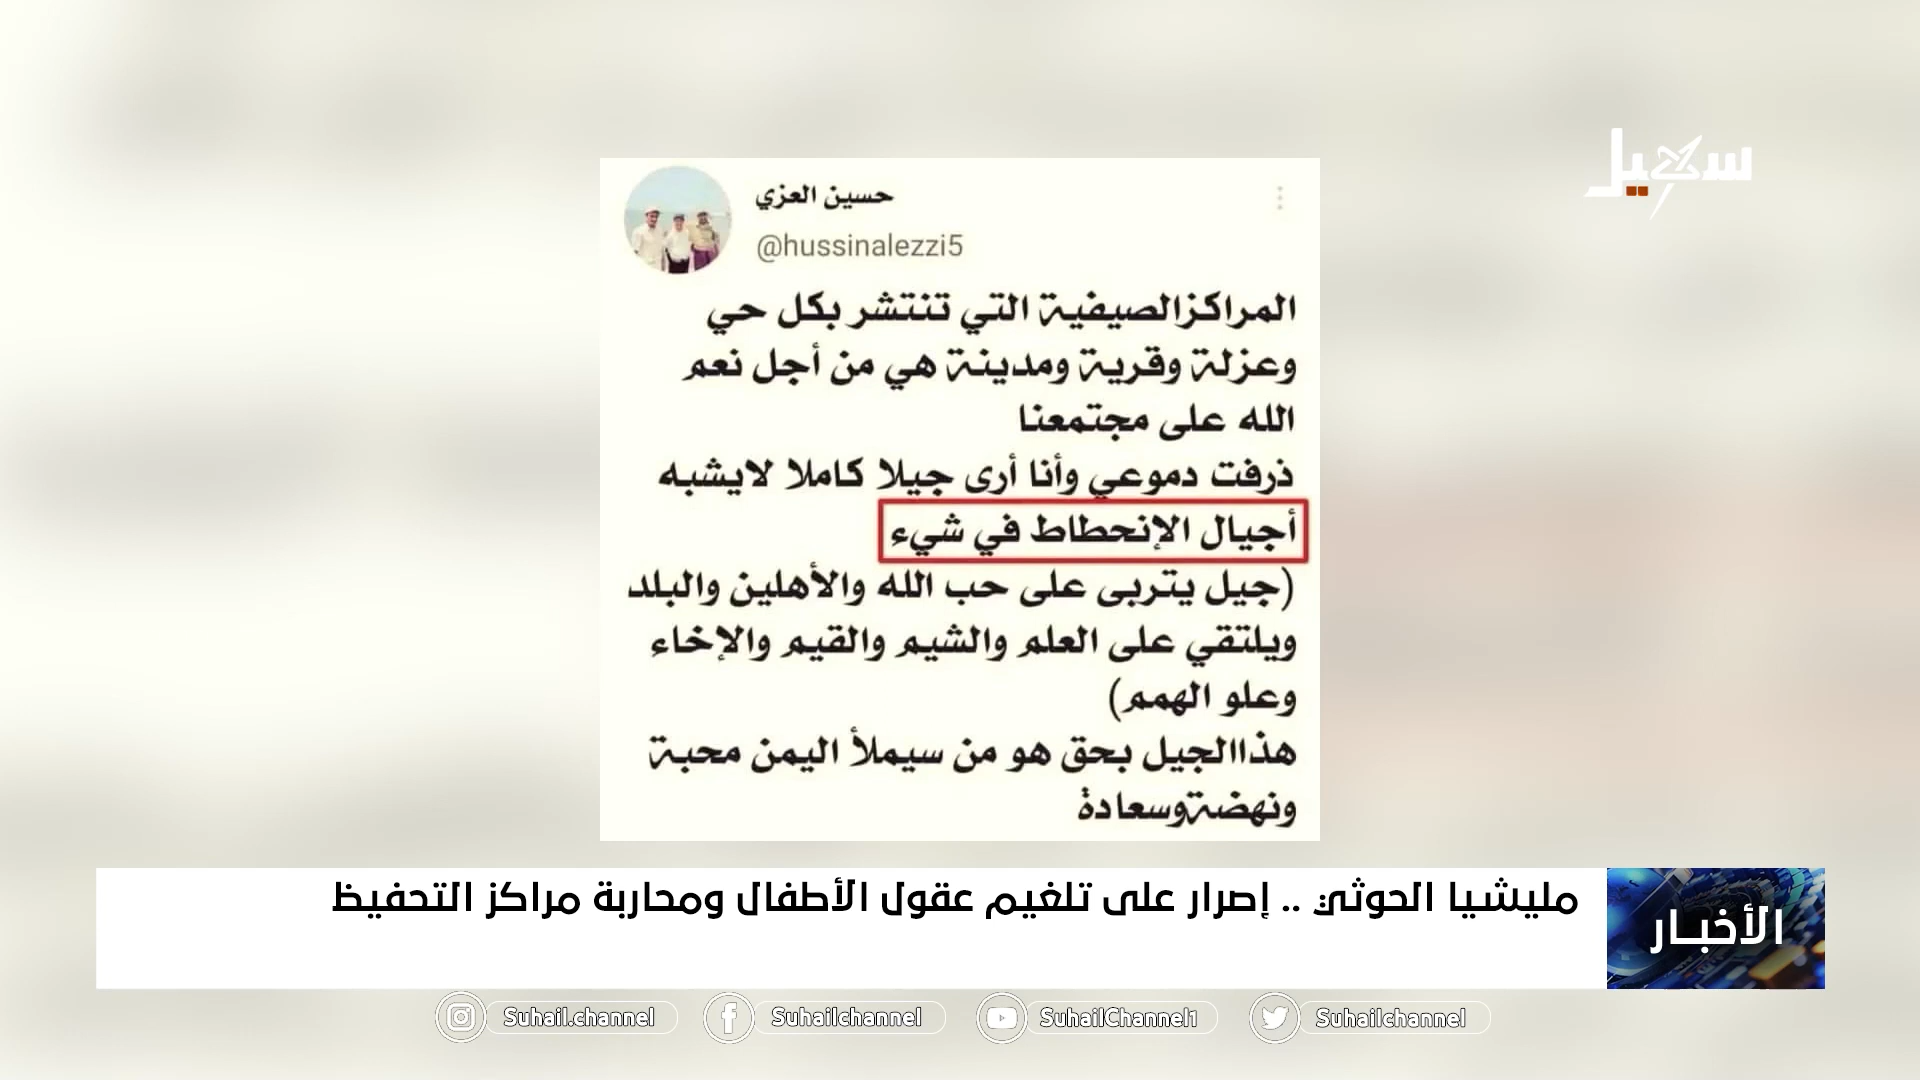 سهيل
حسين العزي
@hussinalezzi5
المراكزالصيفية التي تنتشر بكل حي
وعزلة وقرية ومدينة هي من أجل نعم
الله على مجتمعنا
ذرفت دموعي وأنا أرى جيلا كاملا لايشبه
أجيال الإنحطاط في شيء
(جيل يتربى على حب الله والأهلين والبلد
ويلتقي على العلم والشيم والقيم والإخاء
وعلو الهمم)
هذاالجيل بحق هو من سيملأ اليمن محبة
ونهضةوسعادة
الأخبار
مليشيا الحوثي .. إصرار على تلغيم عقول الأطفال ومحاربة مراكز التحفيظ
Suhail.channel
Suhailchannel
SuhailChannel1
Suhailchannel